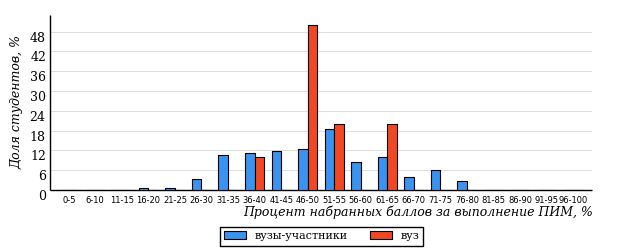 Доля студентов, %
48
42
36
30
24
18
12
6
0
0-5 6-10 11-15 16-20 21-25 26-30 31-35 36-40 41-45 46-50 51-55 56-60 61-65 66-70 71-75 76-80 81-85 86-90 91-95 96-100
Процент набранных баллов за выполнение ПИМ, %
вузы-участники вуз